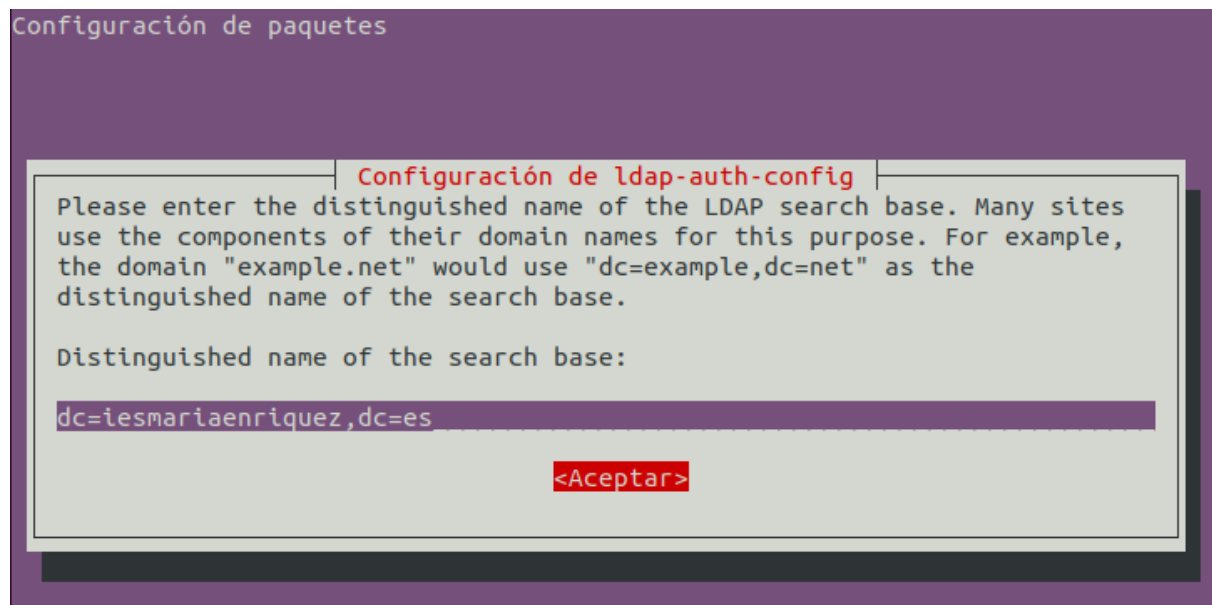 Configuración de paquetes
Configuración de ldap-auth-config
Please enter the distinguished name of the LDAP search base. Many sites
use the components of their domain names for this purpose. For example,
the domain "example.net" would use "dc=example,dc=net" as the
distinguished name of the search base.
Distinguished name of the search base:
dc=iesmariaenriquez,dc=es
<Aceptar>